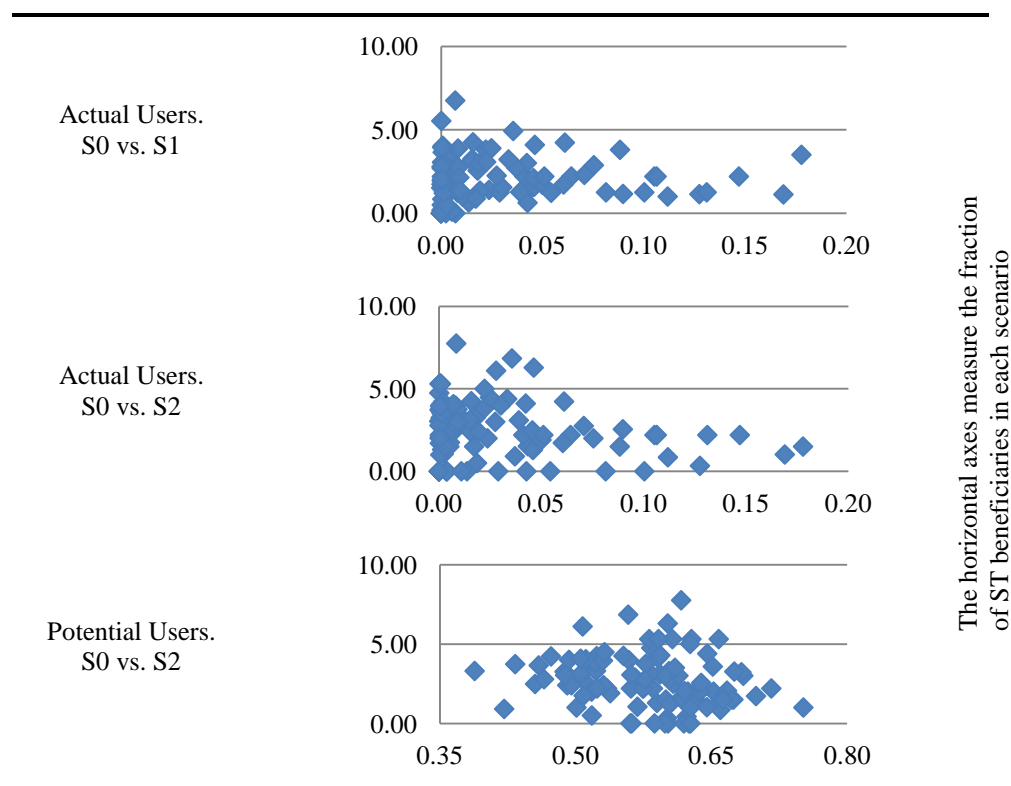 Actual Users.
S0 vs. S1
10.00
5.00
0.00
0.00 0.05 0.10 0.15 0.20
Actual Users.
S0 vs. S2
10.00
5.00
0.00
0.00 0.05 0.10 0.15 0.20
Potential Users.
S0 vs. S2
10.00
5.00
0.00
0.35 0.50 0.65 0.80
The horizontal axes measure the fraction
of ST beneficiaries in each scenario